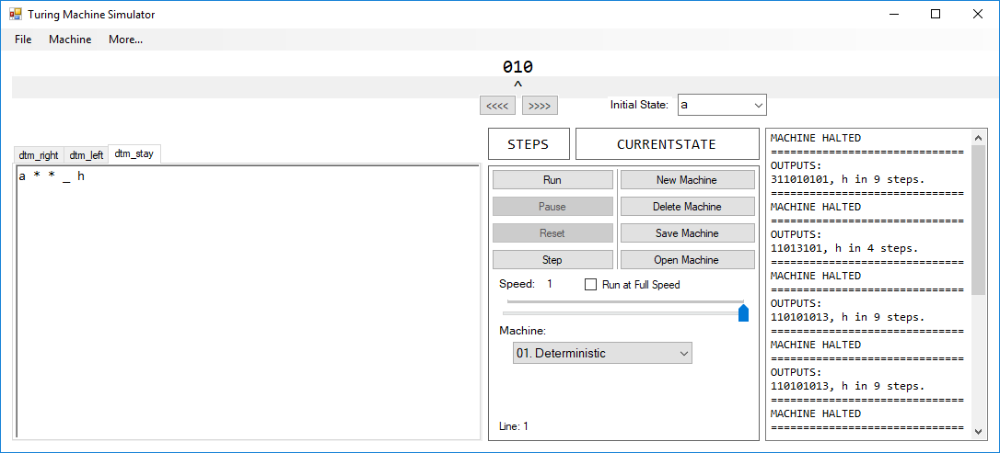 Turing Machine Simulator
File Machine More...
010
^
<<<< >>>> Initial State: a
dtm_right dtm_left dtm_stay
a * * _ h
STEPS CURRENTSTATE
Run New Machine
Pause Delete Machine
Reset Save Machine
Step Open Machine
Speed: 1 Run at Full Speed
Machine:
01. Deterministic
Line: 1
MACHINE HALTED
==============================
OUTPUTS:
311010101, h in 9 steps.
==============================
MACHINE HALTED
==============================
OUTPUTS:
11013101, h in 4 steps.
==============================
MACHINE HALTED
==============================
OUTPUTS:
110101013, h in 9 steps.
==============================
MACHINE HALTED
==============================
OUTPUTS:
110101013, h in 9 steps.
==============================
MACHINE HALTED
==============================